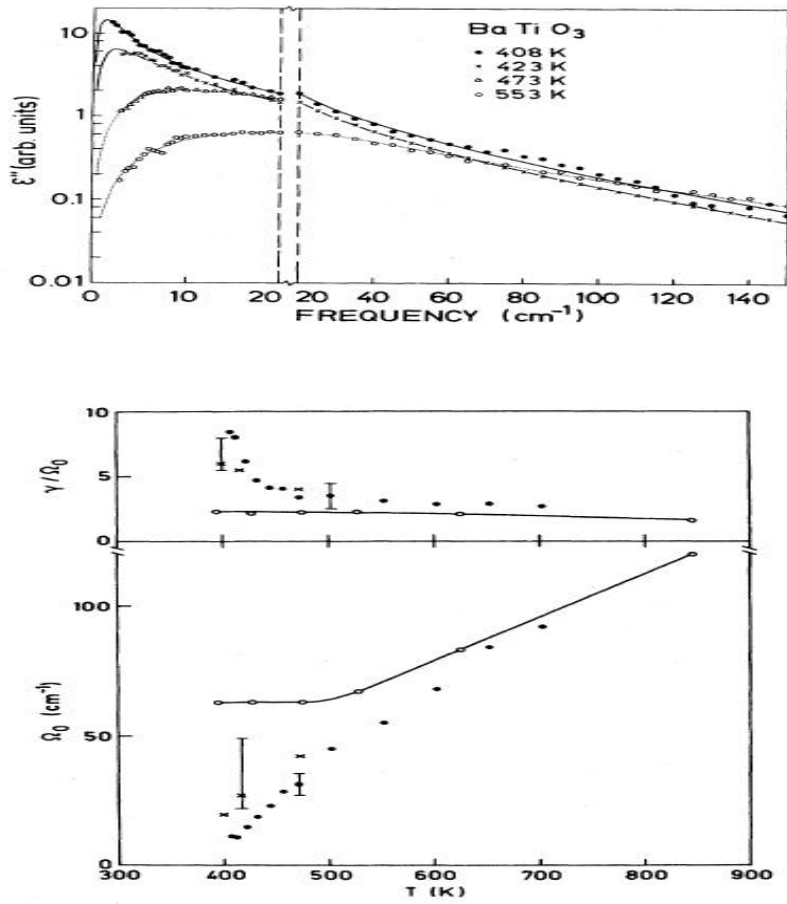 10
1
0.1
0.01
ε"(arb. units)
Ba Ti O3
408 K
423 K
473 K
553 K
0 10 20 20 40 60 80 100 120 140
FREQUENCY (cm-1)
10
5
0
γ/Ω0
100
50
0
Ω0 (cm-1)
300 400 500 600 700 800 900
T (K)